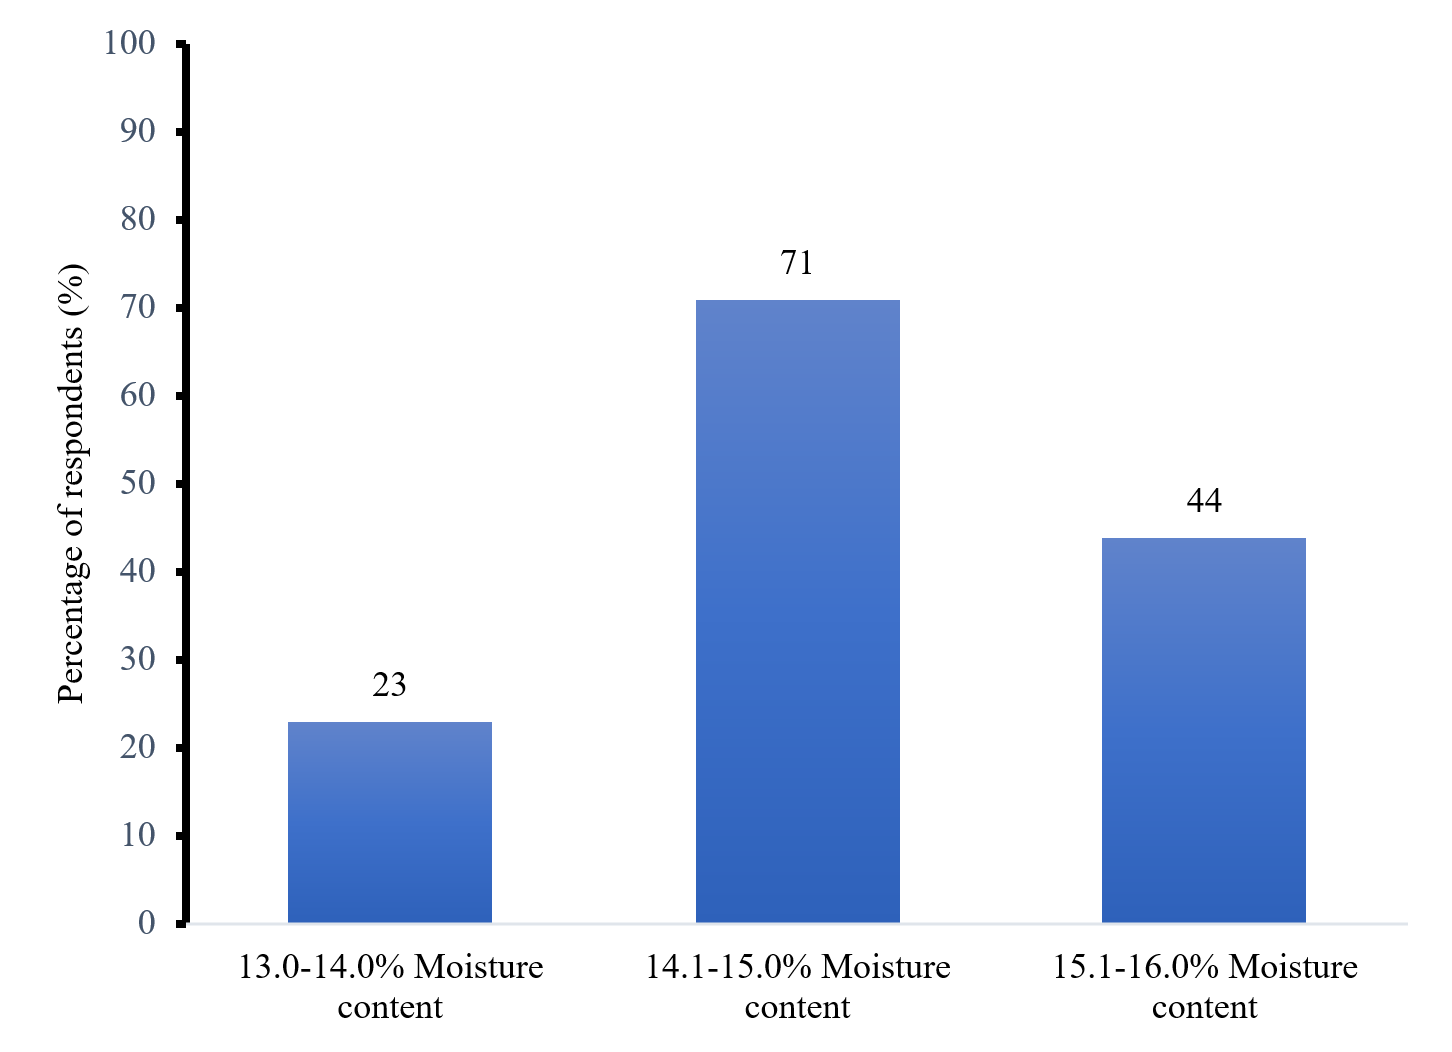 Percentage of respondents (%)
100
90
80
70
60
50
40
30
20
10
0
23
71
44
13.0-14.0% Moisture
content
14.1-15.0% Moisture
content
15.1-16.0% Moisture
content